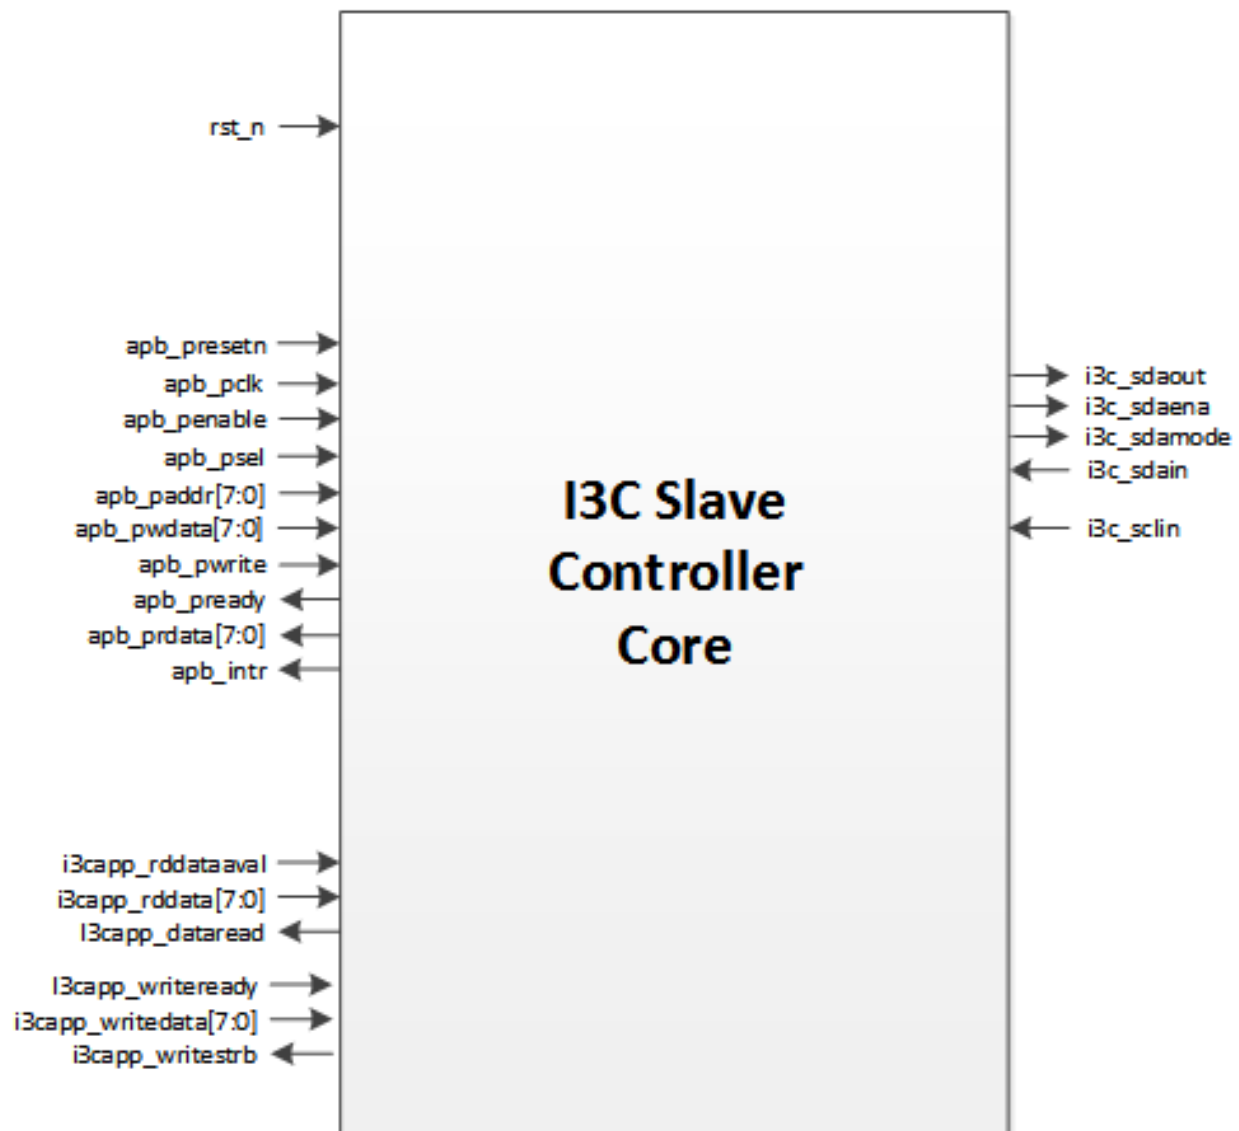 rst_n
apb_presetn
apb_pclk
apb_penable
apb_psel
apb_paddr[7:0]
apb_pwdata[7:0]
apb_pwrite
apb_pready
apb_prdata[7:0]
apb_intr
i3capp_rddataaval
i3capp_rddata[7:0]
I3capp_dataread
I3capp_writeready
i3capp_writedata[7:0]
i3capp_writestrb
I3C Slave
Controller
Core
i3c_sdaout
i3c_sdaena
i3c_sdamode
i3c_sdain
i3c_sclin